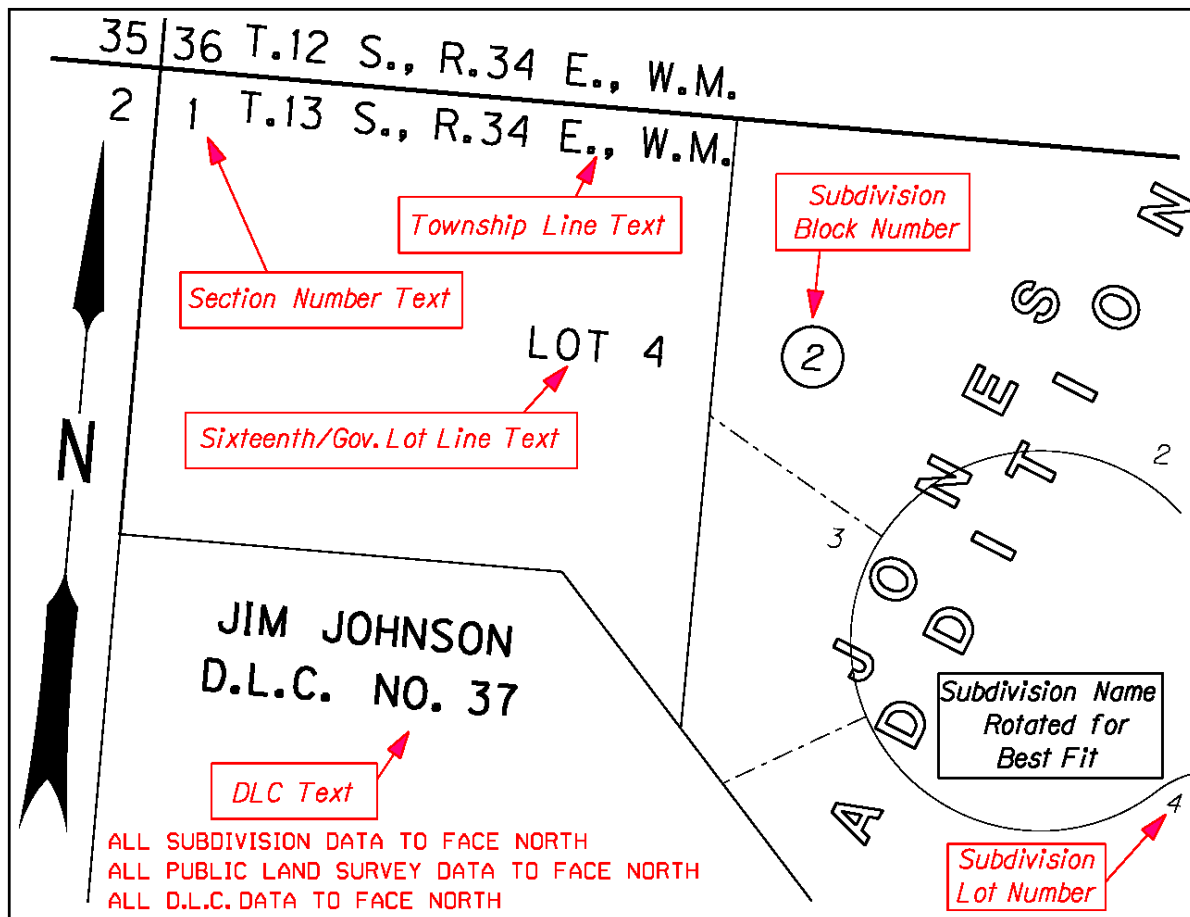 35 36 T.12 S., R.34 E., W.M.
2 1 T.13 S., R.34 E., W.M.
Township Line Text
Subdivision
Block Number
Section Number Text
LOT 4
2
Sixteenth/Gov. Lot Line Text
N
2
3
JONES
ADDITION
JIM JOHNSON
D.L.C. NO. 37
Subdivision Name
Rotated for
Best Fit
DLC Text
4
ALL SUBDIVISION DATA TO FACE NORTH
ALL PUBLIC LAND SURVEY DATA TO FACE NORTH
ALL D.L.C. DATA TO FACE NORTH
Subdivision
Lot Number